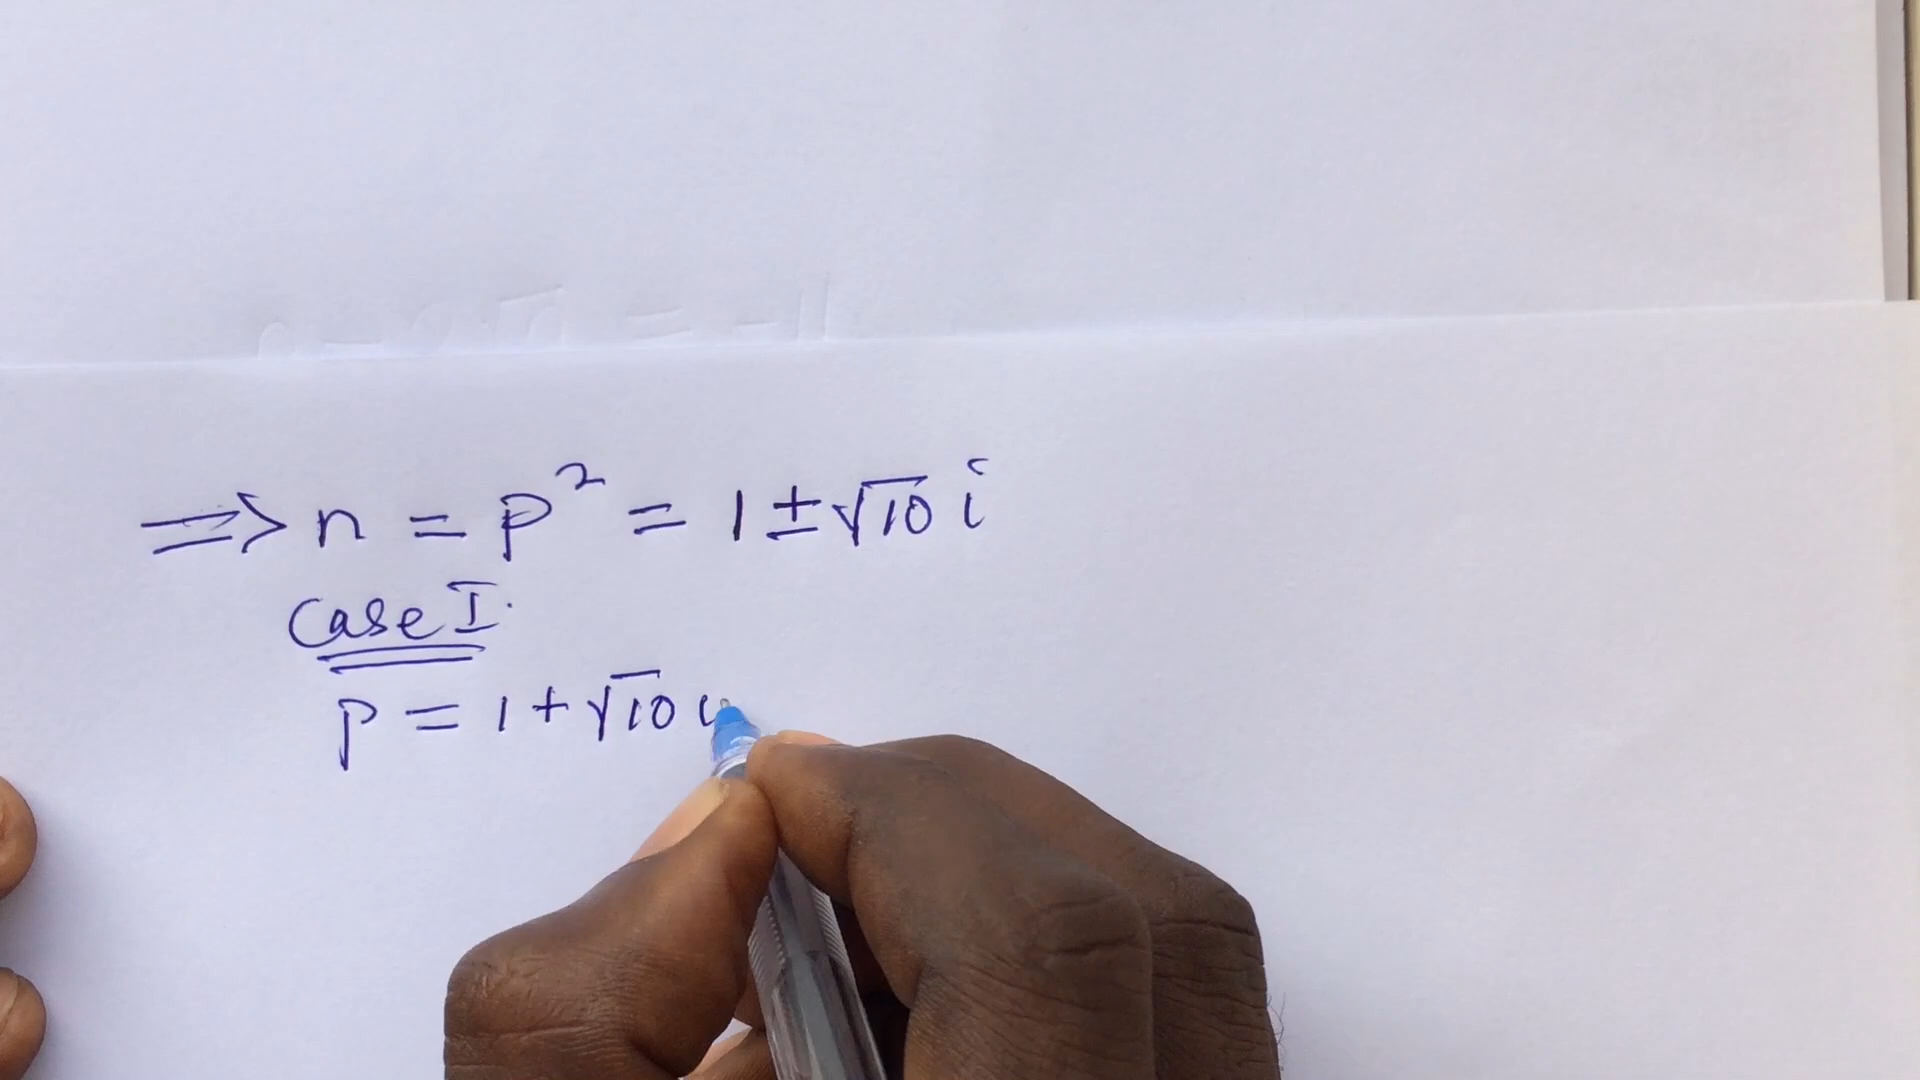 ⇒ n = p² = 1 ± √10 i
Case I.
p = 1 + √10 i